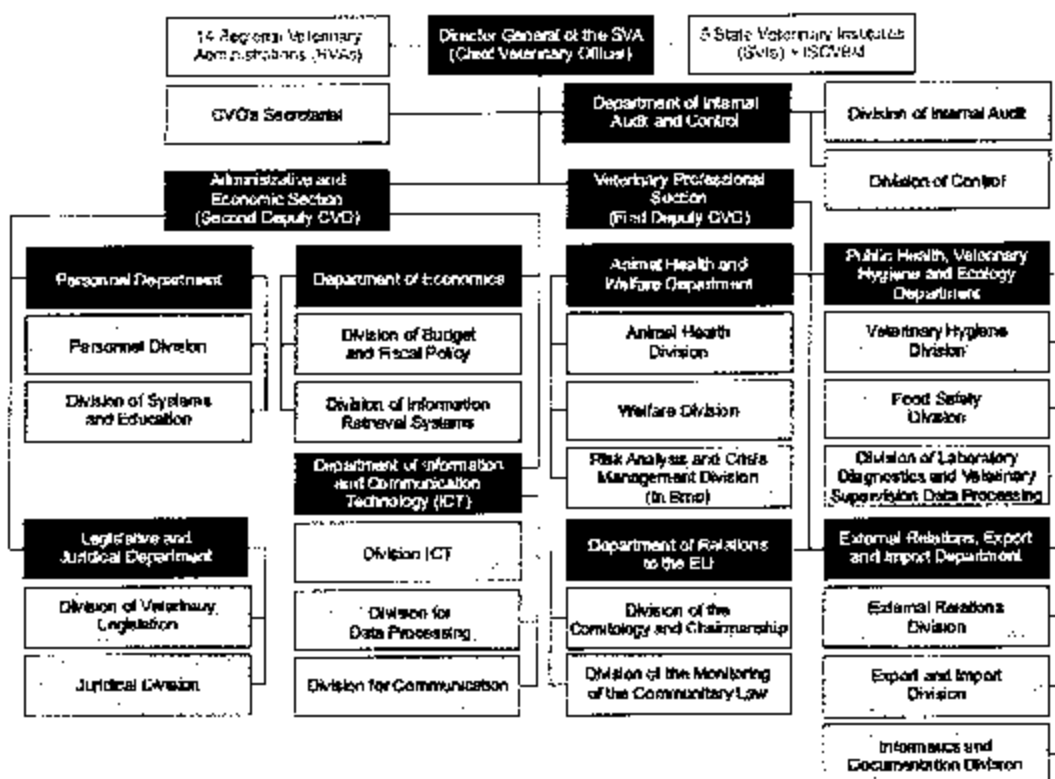 14 Regional Veterinary
Administrations (RVAs)
Director General of the SVA
(Chief Veterinary Officer)
State Veterinary Institutes
(SVIs) +
CVO's Secretariat
Department of Internal
Audit and Control
Division of Internal Audit
Division of Control
Administrative and
Economic Section
(Second Deputy CVO)
Veterinary Professional
Section
(First Deputy CVO)
Personnel Department
Department of Economics
Animal Health and
Welfare Department
Public Health, Veterinary
Hygiene and Ecology
Department
Personnel Division
Division of Budget
and Fiscal Policy
Animal Health
Division
Veterinary Hygiene
Division
Division of Systems
and Education
Division of Information
Retrieval Systems
Welfare Division
Food Safety
Division
Department of Information
and Communication
Technology (ICT)
Risk Analysis and Crisis
Management Division
(in Brno)
Division of Laboratory
Diagnostics and Veterinary
Supervision Data Processing
Legislative and
Juridical Department
Division ICT
Department of Relations
to the EU
External Relations, Export
and Import Department
Division of Veterinary
Legislation
Division for
Data Processing
Division of the
Comitology and Chairmanship
External Relations
Division
Juridical Division
Division for Communication
Division of the Monitoring
of the Communitary Law
Export and Import
Division
Informatics and
Documentation Division